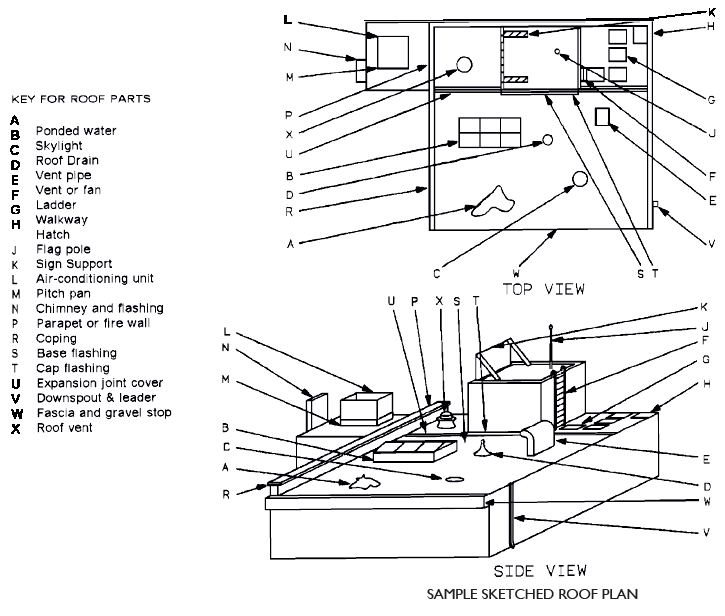 KEY FOR ROOF PARTS
A
B Ponded water
C Skylight
D Roof Drain
E Vent pipe
F Vent or fan
G Ladder
H Walkway
Hatch
J Flag pole
K Sign Support
L Air-conditioning unit
M Pitch pan
N Chimney and flashing
P Parapet or fire wall
R Coping
S Base flashing
T Cap flashing
U Expansion joint cover
V Downspout & leader
W Fascia and gravel stop
X Roof vent
L
N
M
P
X
U
B
D
R
A
K
H
G
J
F
E
V
C
W
S T
TOP VIEW
U P X S T
L
N
M
B
C
A
R
K
J
F
G
H
E
D
W
V
SIDE VIEW
SAMPLE SKETCHED ROOF PLAN